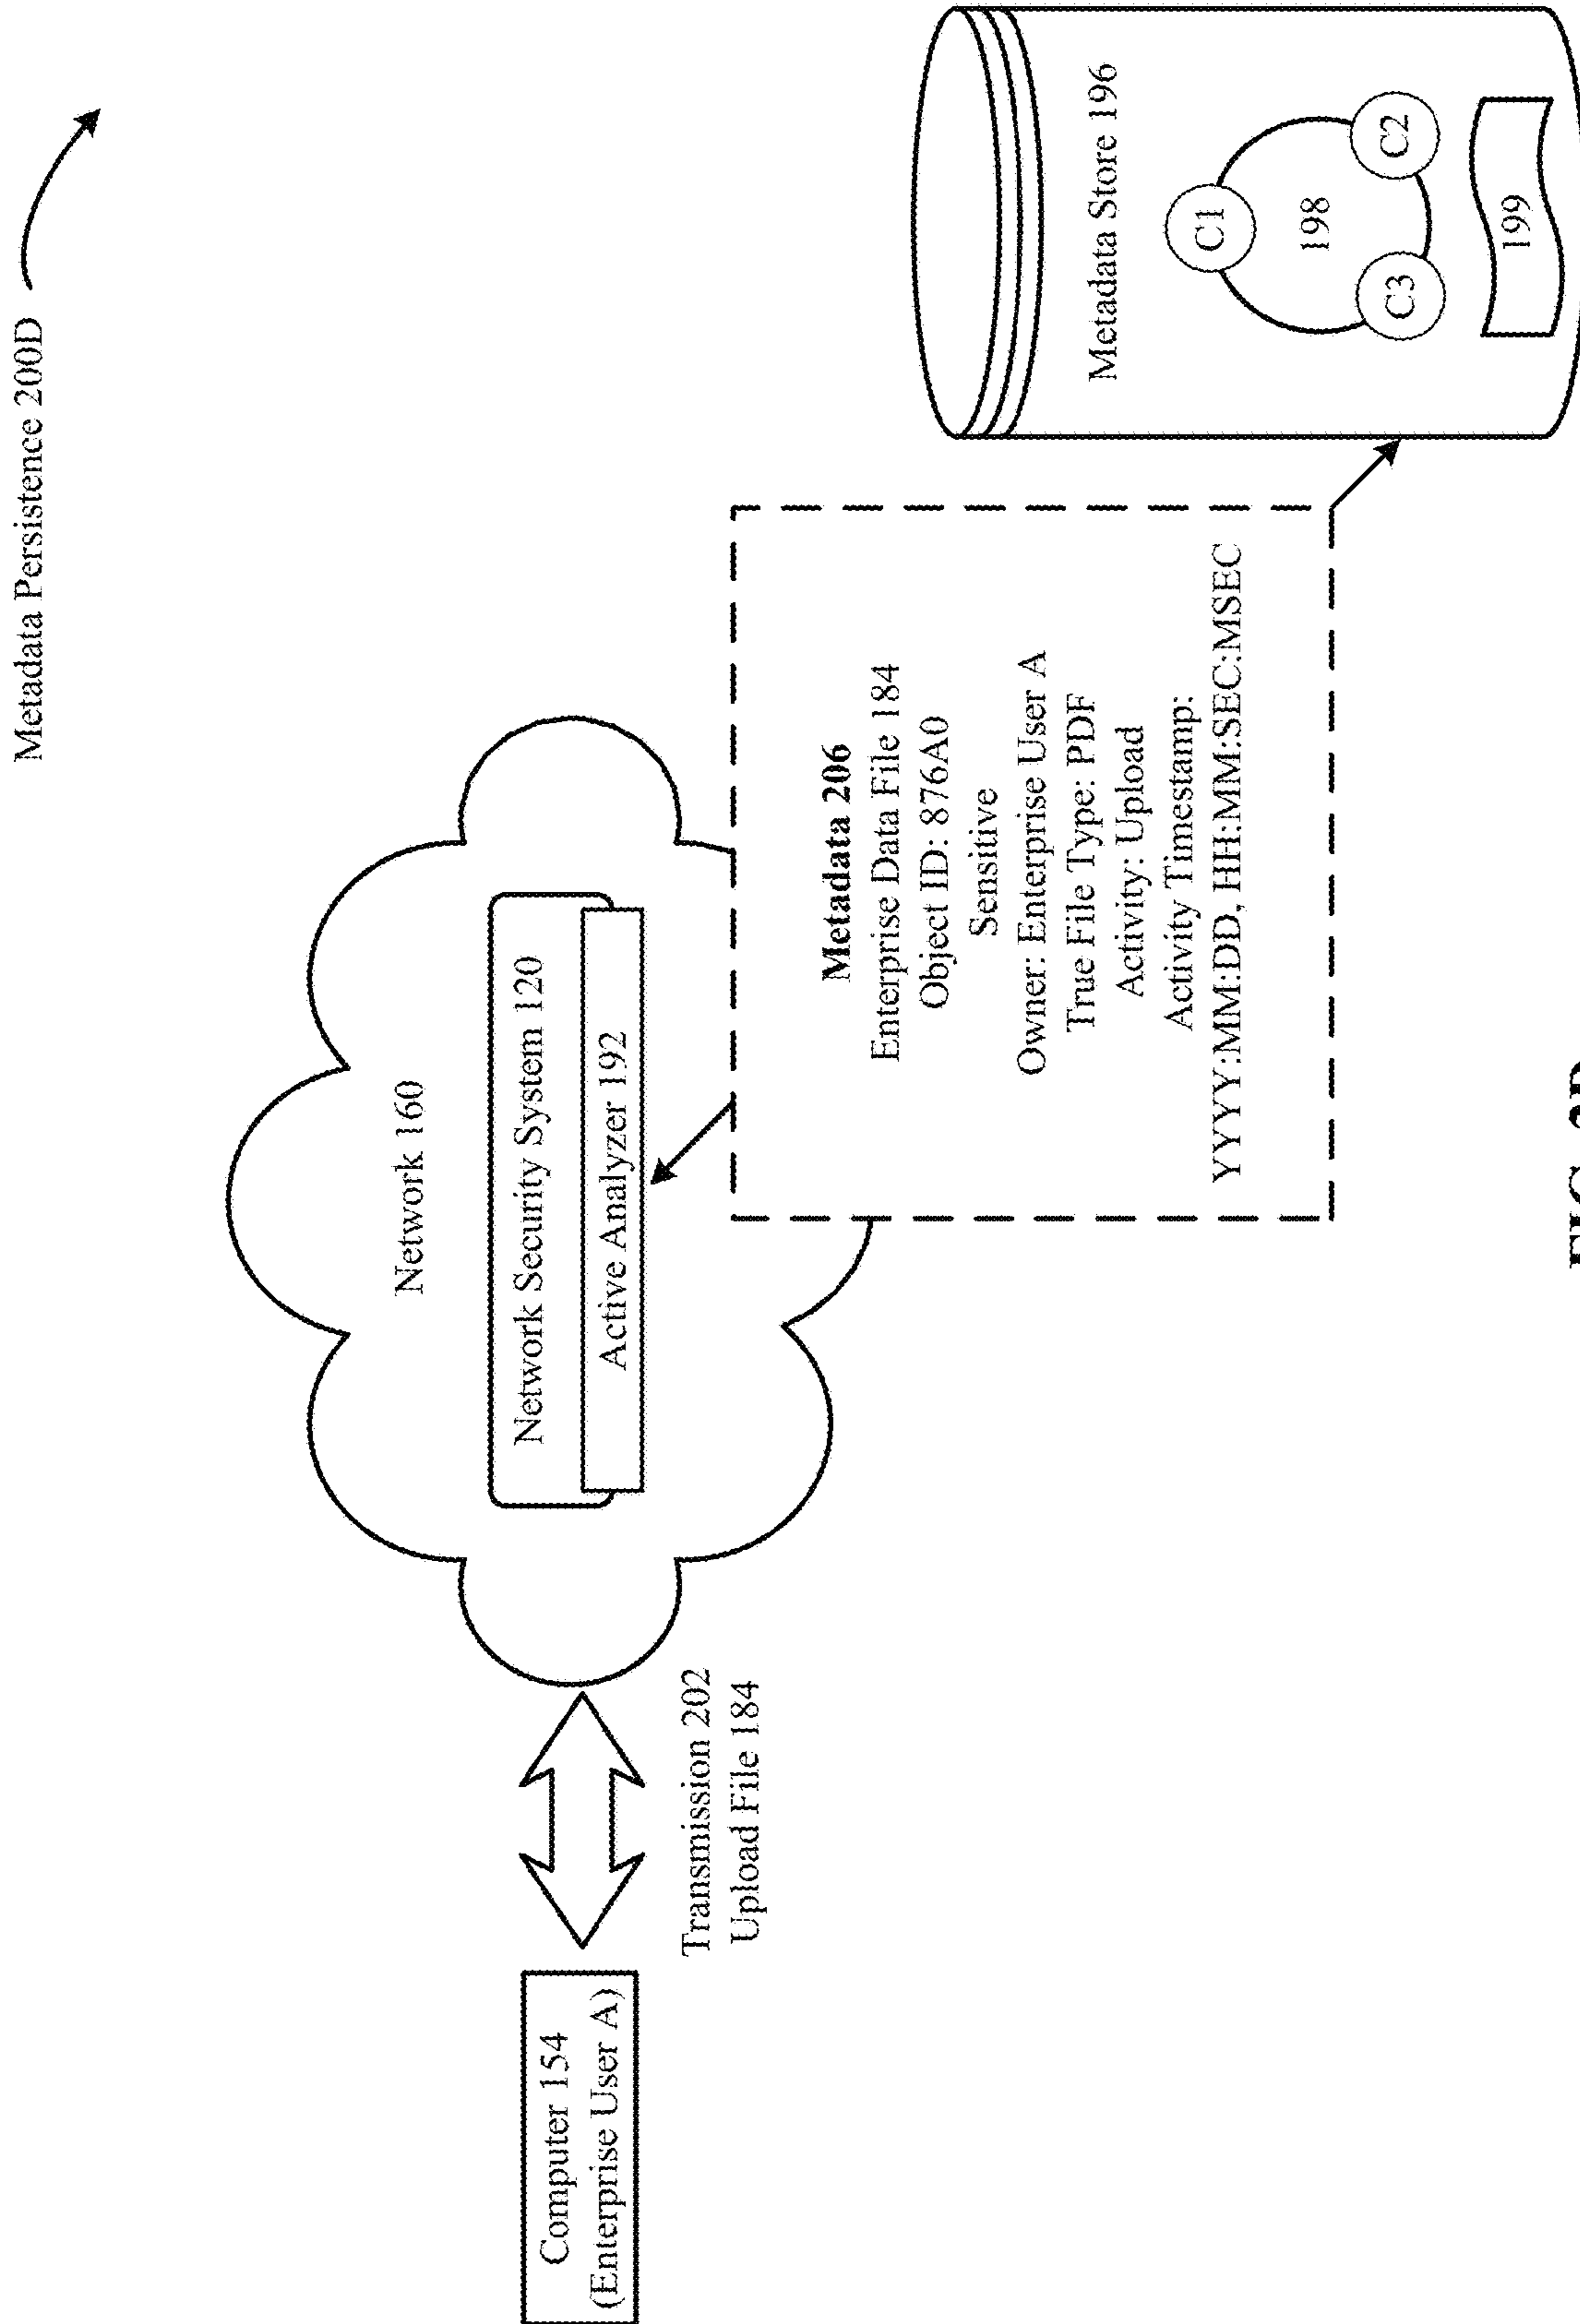 Metadata Persistence 200D
Computer 154
(Enterprise User A)
Transmission 202
Upload File 184
Network 160
Network Security System 120
Active Analyzer 192
Metadata 206
Enterprise Data File 184
Object ID: 876A0
Sensitive
Owner: Enterprise User A
True File Type: PDF
Activity: Upload
Activity Timestamp:
YYYY:MM:DD, HH:MM:SEC:MSEC
Metadata Store 196
C1
198
C3
C2
199
FIG.